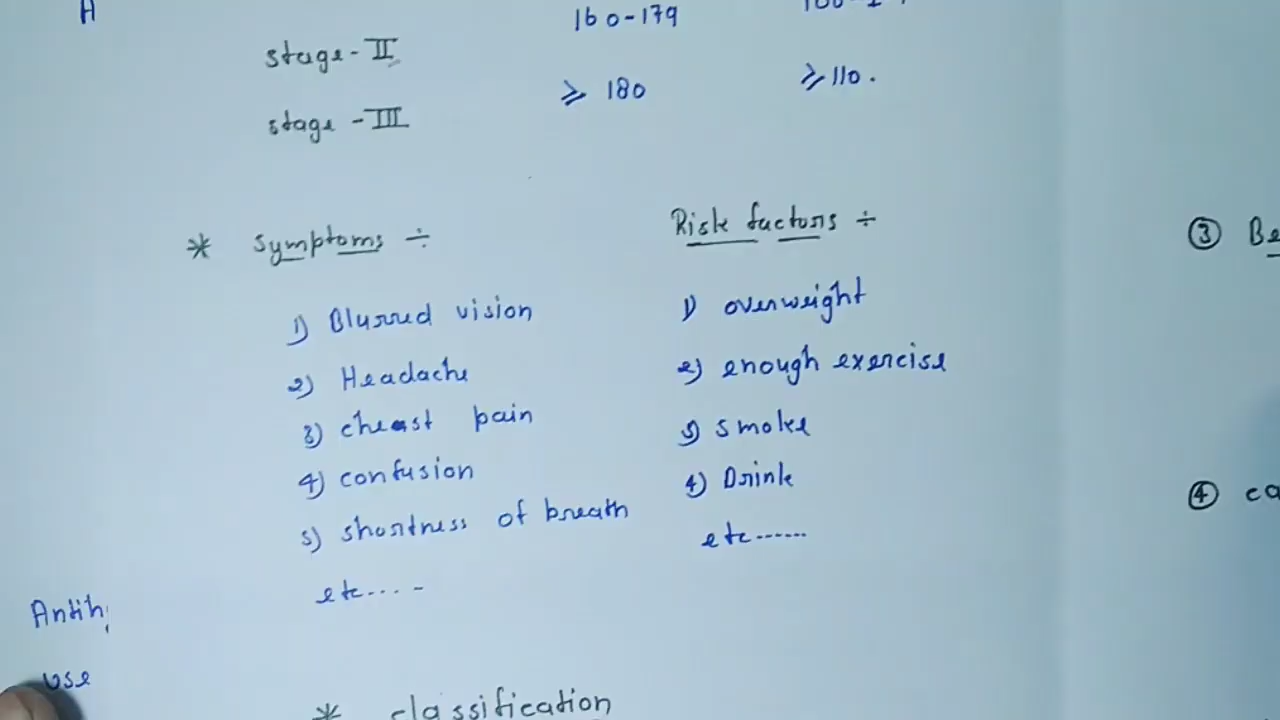 H
160-179
stage-II
≥ 180 ≥110.
stage-III
* Symptoms ÷
1) Blurred vision
2) Headache
3) cheast pain
4) confusion
5) shortness of breath
etc....-
Risk factors ÷
1) overweight
2) enough exercise
3) smoke
4) Drink
etc------
③
④
use
* classification